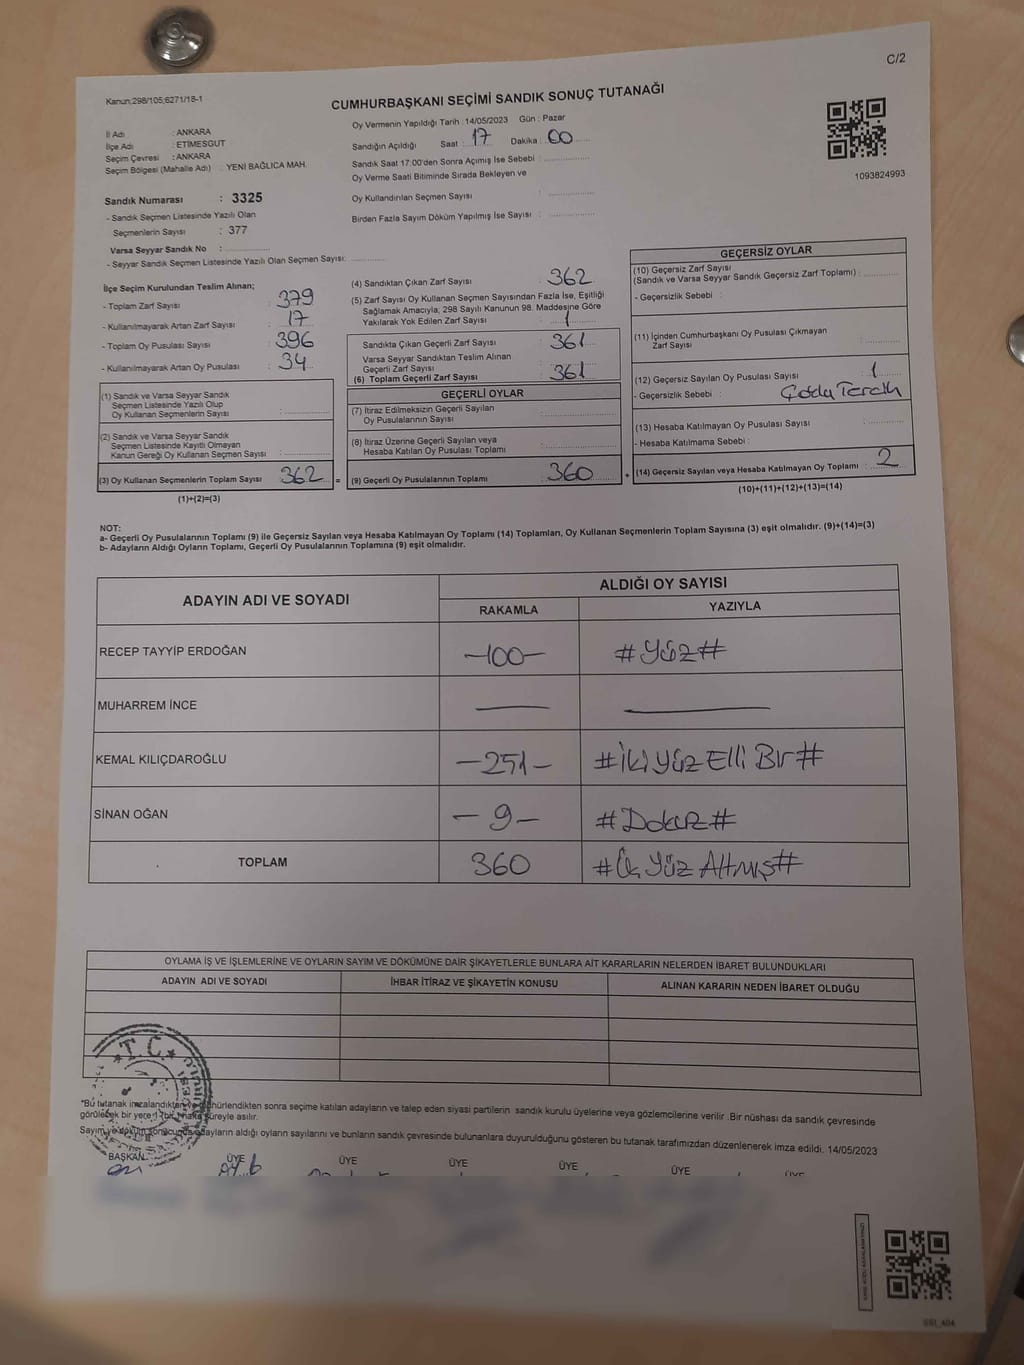 C/2
Kanun:298/105;6271/18-1
CUMHURBAŞKANI SEÇİMİ SANDIK SONUÇ TUTANAĞI
İl Adı : ANKARA
İlçe Adı : ETİMESGUT
Seçim Çevresi : ANKARA
Seçim Bölgesi (Mahalle Adı) : YENİ BAĞLICA MAH.
Oy Vermenin Yapıldığı Tarih : 14/05/2023 Gün : Pazar
Sandığın Açıldığı Saat : 17 Dakika : 00
Sandık Saat 17:00'den Sonra Açımış İse Sebebi :
Oy Verme Saati Bitiminde Sırada Bekleyen ve
Oy Kullandırılan Seçmen Sayısı :
Birden Fazla Sayım Döküm Yapılmış İse Sayısı :
1093824993
Sandık Numarası : 3325
- Sandık Seçmen Listesinde Yazılı Olan
Seçmenlerin Sayısı : 377
Varsa Seyyar Sandık No :
- Seyyar Sandık Seçmen Listesinde Yazılı Olan Seçmen Sayısı:
İlçe Seçim Kurulundan Teslim Alınan;
- Toplam Zarf Sayısı : 379
- Kullanılmayarak Artan Zarf Sayısı : 17
- Toplam Oy Pusulası Sayısı : 396
- Kullanılmayarak Artan Oy Pusulası : 34
(1) Sandık ve Varsa Seyyar Sandık
Seçmen Listesinde Yazılı Olup
Oy Kullanan Seçmenlerin Sayısı :
(2) Sandık ve Varsa Seyyar Sandık
Seçmen Listesinde Kayıtlı Olmayan
Kanun Gereği Oy Kullanan Seçmen Sayısı :
(3) Oy Kullanan Seçmenlerin Toplam Sayısı : 362 =
(1)+(2)=(3)
(4) Sandıktan Çıkan Zarf Sayısı : 362
(5) Zarf Sayısı Oy Kullanan Seçmen Sayısından Fazla İse, Eşitliği
Sağlamak Amacıyla, 298 Sayılı Kanunun 98. Maddesine Göre
Yakılarak Yok Edilen Zarf Sayısı : 1
Sandıkta Çıkan Geçerli Zarf Sayısı : 361
Varsa Seyyar Sandıktan Teslim Alınan
Geçerli Zarf Sayısı :
(6) Toplam Geçerli Zarf Sayısı : 361
GEÇERLİ OYLAR
(7) İtiraz Edilmeksizin Geçerli Sayılan
Oy Pusulalarının Sayısı :
(8) İtiraz Üzerine Geçerli Sayılan veya
Hesaba Katılan Oy Pusulaları Toplamı :
(9) Geçerli Oy Pusulalarının Toplamı : 360 +
GEÇERSİZ OYLAR
(10) Geçersiz Zarf Sayısı
(Sandık ve Varsa Seyyar Sandık Geçersiz Zarf Toplamı) :
- Geçersizlik Sebebi :
(11) İçinden Cumhurbaşkanı Oy Pusulası Çıkmayan
Zarf Sayısı :
(12) Geçersiz Sayılan Oy Pusulası Sayısı : 1
- Geçersizlik Sebebi :
(13) Hesaba Katılmayan Oy Pusulası Sayısı :
- Hesaba Katılmama Sebebi :
(14) Geçersiz Sayılan veya Hesaba Katılmayan Oy Toplamı : 2
(10)+(11)+(12)+(13)=(14)
NOT:
a- Geçerli Oy Pusulalarının Toplamı (9) ile Geçersiz Sayılan veya Hesaba Katılmayan Oy Toplamı (14) Toplamları, Oy Kullanan Seçmenlerin Toplam Sayısına (3) eşit olmalıdır. (9)+(14)=(3)
b- Adayların Aldığı Oyların Toplamı, Geçerli Oy Pusulalarının Toplamına (9) eşit olmalıdır.
ADAYIN ADI VE SOYADI ALDIĞI OY SAYISI
RAKAMLA YAZIYLA
RECEP TAYYİP ERDOĞAN -100- #Yüz#
MUHARREM İNCE
KEMAL KILIÇDAROĞLU -251- #İki Yüz Elli Bir#
SİNAN OĞAN -9- #Dokuz#
TOPLAM 360 #Üç Yüz Altmış#
OYLAMA İŞ VE İŞLEMLERİNE VE OYLARIN SAYIM VE DÖKÜMÜNE DAİR ŞİKAYETLERLE BUNLARA AİT KARARLARIN NELERDEN İBARET BULUNDUKLARI
ADAYIN ADI VE SOYADI İHBAR İTİRAZ VE ŞİKAYETİN KONUSU ALINAN KARARIN NEDEN İBARET OLDUĞU
T.C.
*Bu tutanak imzalandıktan ve mühürlendikten sonra seçime katılan adayların ve talep eden siyasi partilerin sandık kurulu üyelerine veya gözlemcilerine verilir. Bir nüshası da sandık çevresinde
görülecek bir yere 1 süreyle asılır.
Sayım ve döküm sonucunda adayların aldığı oyların sayılarını ve bunların sandık çevresinde bulunanlara duyurulduğunu gösteren bu tutanak tarafımızdan düzenlenerek imza edildi. 14/05/2023
BAŞKAN ÜYE ÜYE ÜYE ÜYE ÜYE ÜYE